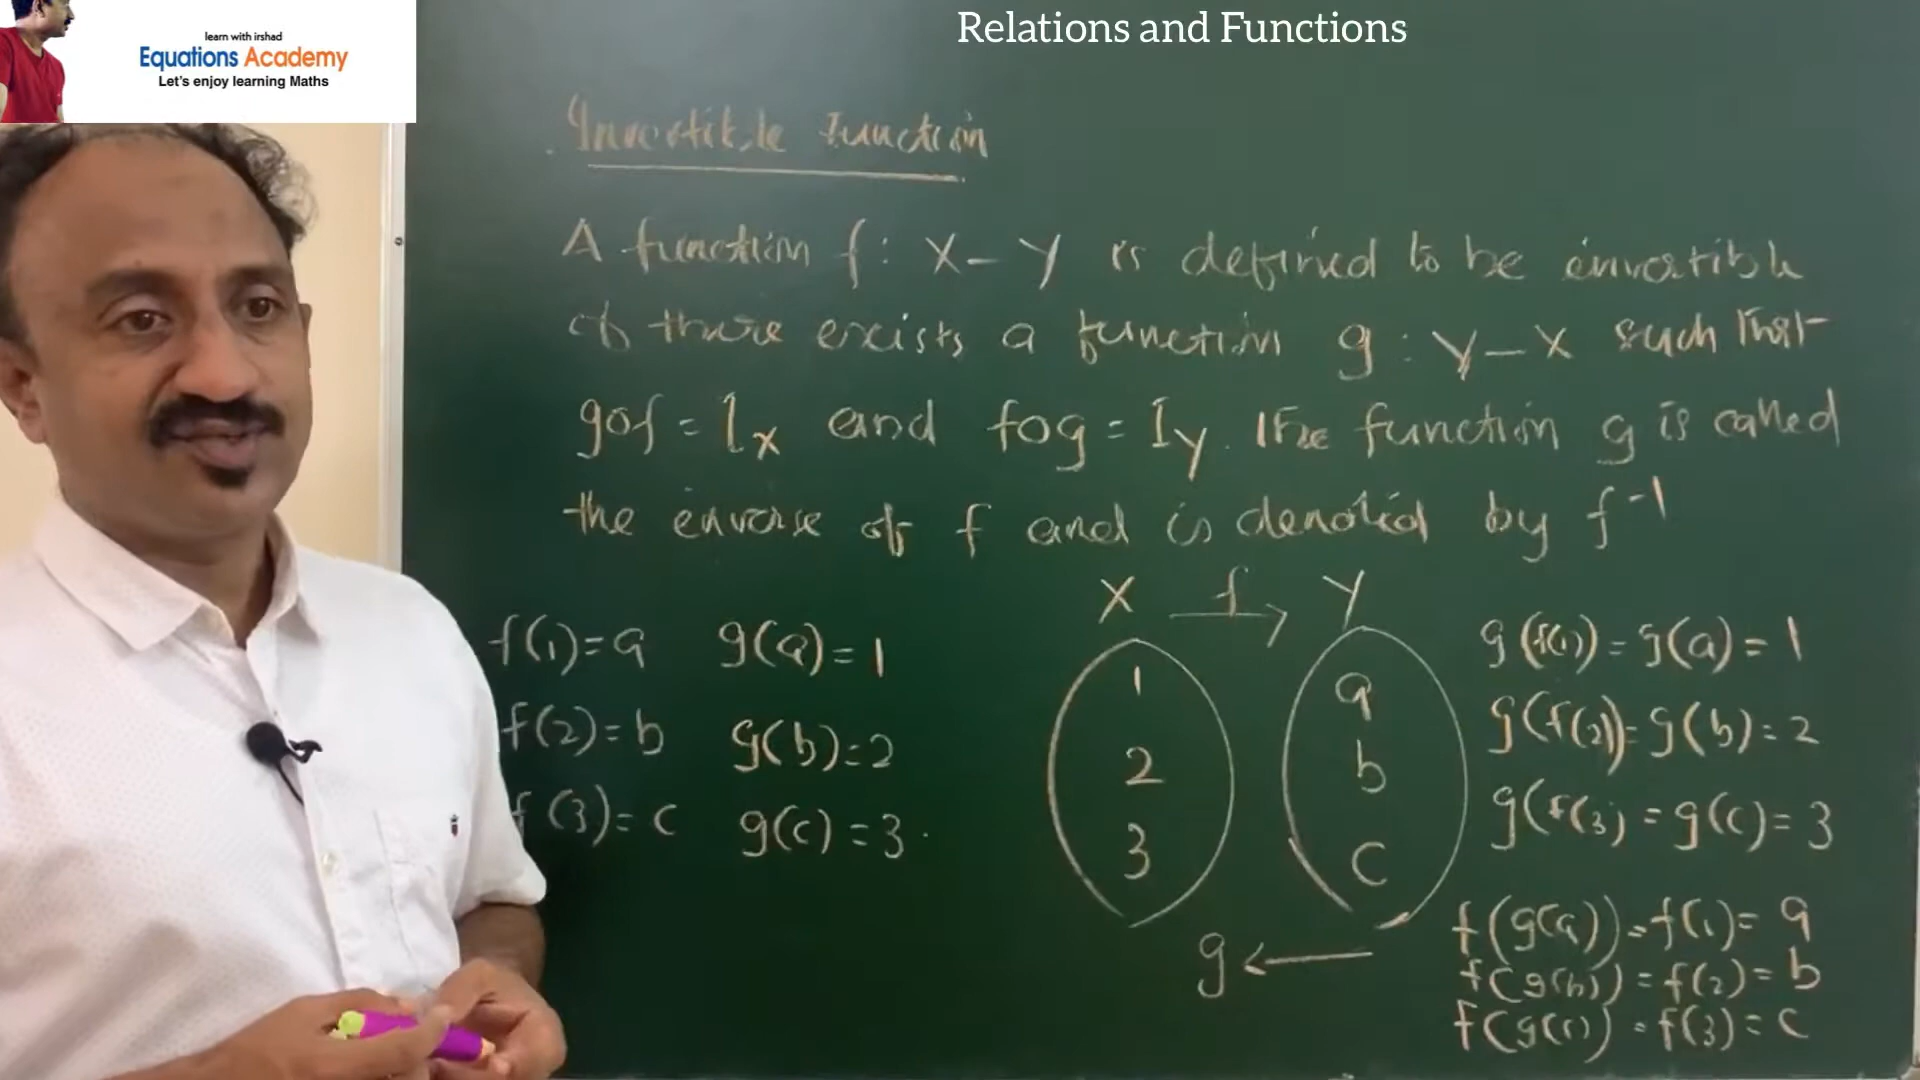 learn with irshad
Equations Academy
Let's enjoy learning Maths
Relations and Functions
Invertible Function
A function f: X-Y is defined to be invertible
if there exists a function g: Y-X such that
gof = Ix and fog = Iy. The function g is called
the inverse of f and is denoted by f⁻¹
f(1)=a g(a)=1
f(2)=b g(b)=2
f(3)=c g(c)=3.
X f Y
1 a
2 b
3 c
g
g(f(1))=g(a)=1
g(f(2))=g(b)=2
g(f(3)=g(c)=3
f(g(a))=f(1)=a
f(g(b))=f(2)=b
f(g(c))=f(3)=c